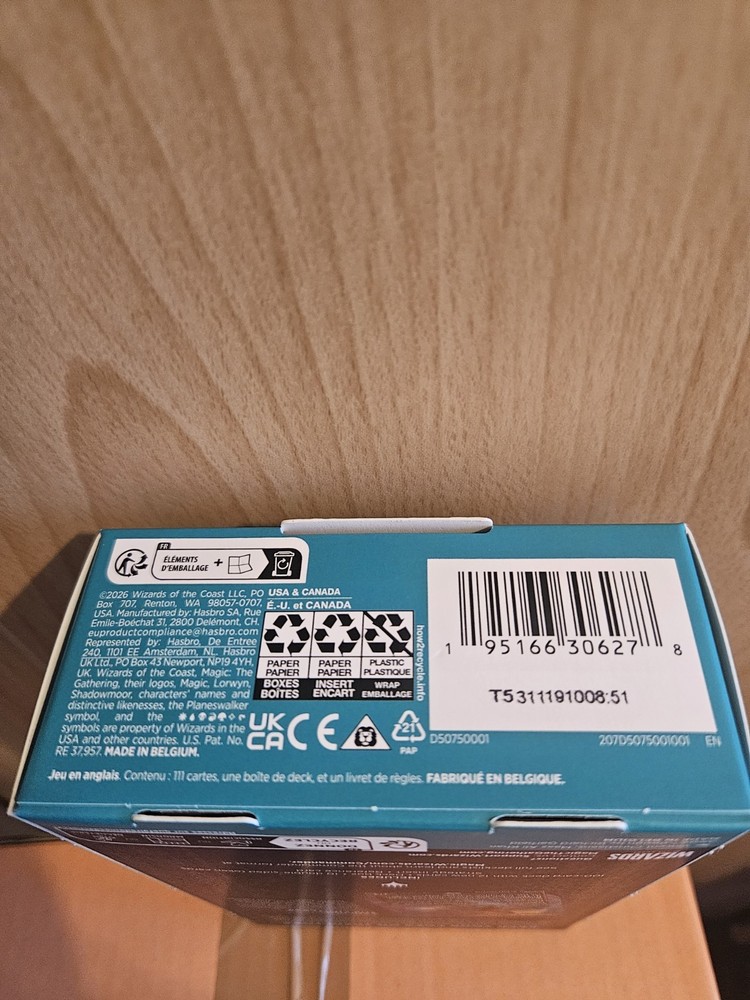 FR
ÉLÉMENTS
D'EMBALLAGE +
©2026 Wizards of the Coast LLC, PO
Box 707, Renton, WA 98057-0707,
USA. Manufactured by: Hasbro SA, Rue
Emile-Boéchat 31, 2800 Delémont, CH.
euproductcompliance@hasbro.com
Represented by: Hasbro, De Entree
240, 1101 EE Amsterdam, NL. Hasbro
UK Ltd., PO Box 43 Newport, NP19 4YH,
UK. Wizards of the Coast, Magic: The
Gathering, their logos, Magic, Lorwyn,
Shadowmoor, characters' names and
distinctive likenesses, the Planeswalker
symbol, and the
symbols are property of Wizards in the
USA and other countries. U.S. Pat. No.
RE 37,957. MADE IN BELGIUM.
USA & CANADA
É.-U. et CANADA
PAPER
PAPIER
BOXES
BOÎTES
PAPER
PAPIER
INSERT
ENCART
PLASTIC
PLASTIQUE
WRAP
EMBALLAGE
how2recycle.info
UK
CA
CE
21
PAP
1 95166 30627 8
T5311191008:51
D50750001
207D5075001001 EN
Jeu en anglais. Contenu : 111 cartes, une boîte de deck, et un livret de règles. FABRIQUÉ EN BELGIQUE.
DONNEZ
RECYCLEZ
WIZARDS
INCLUDES